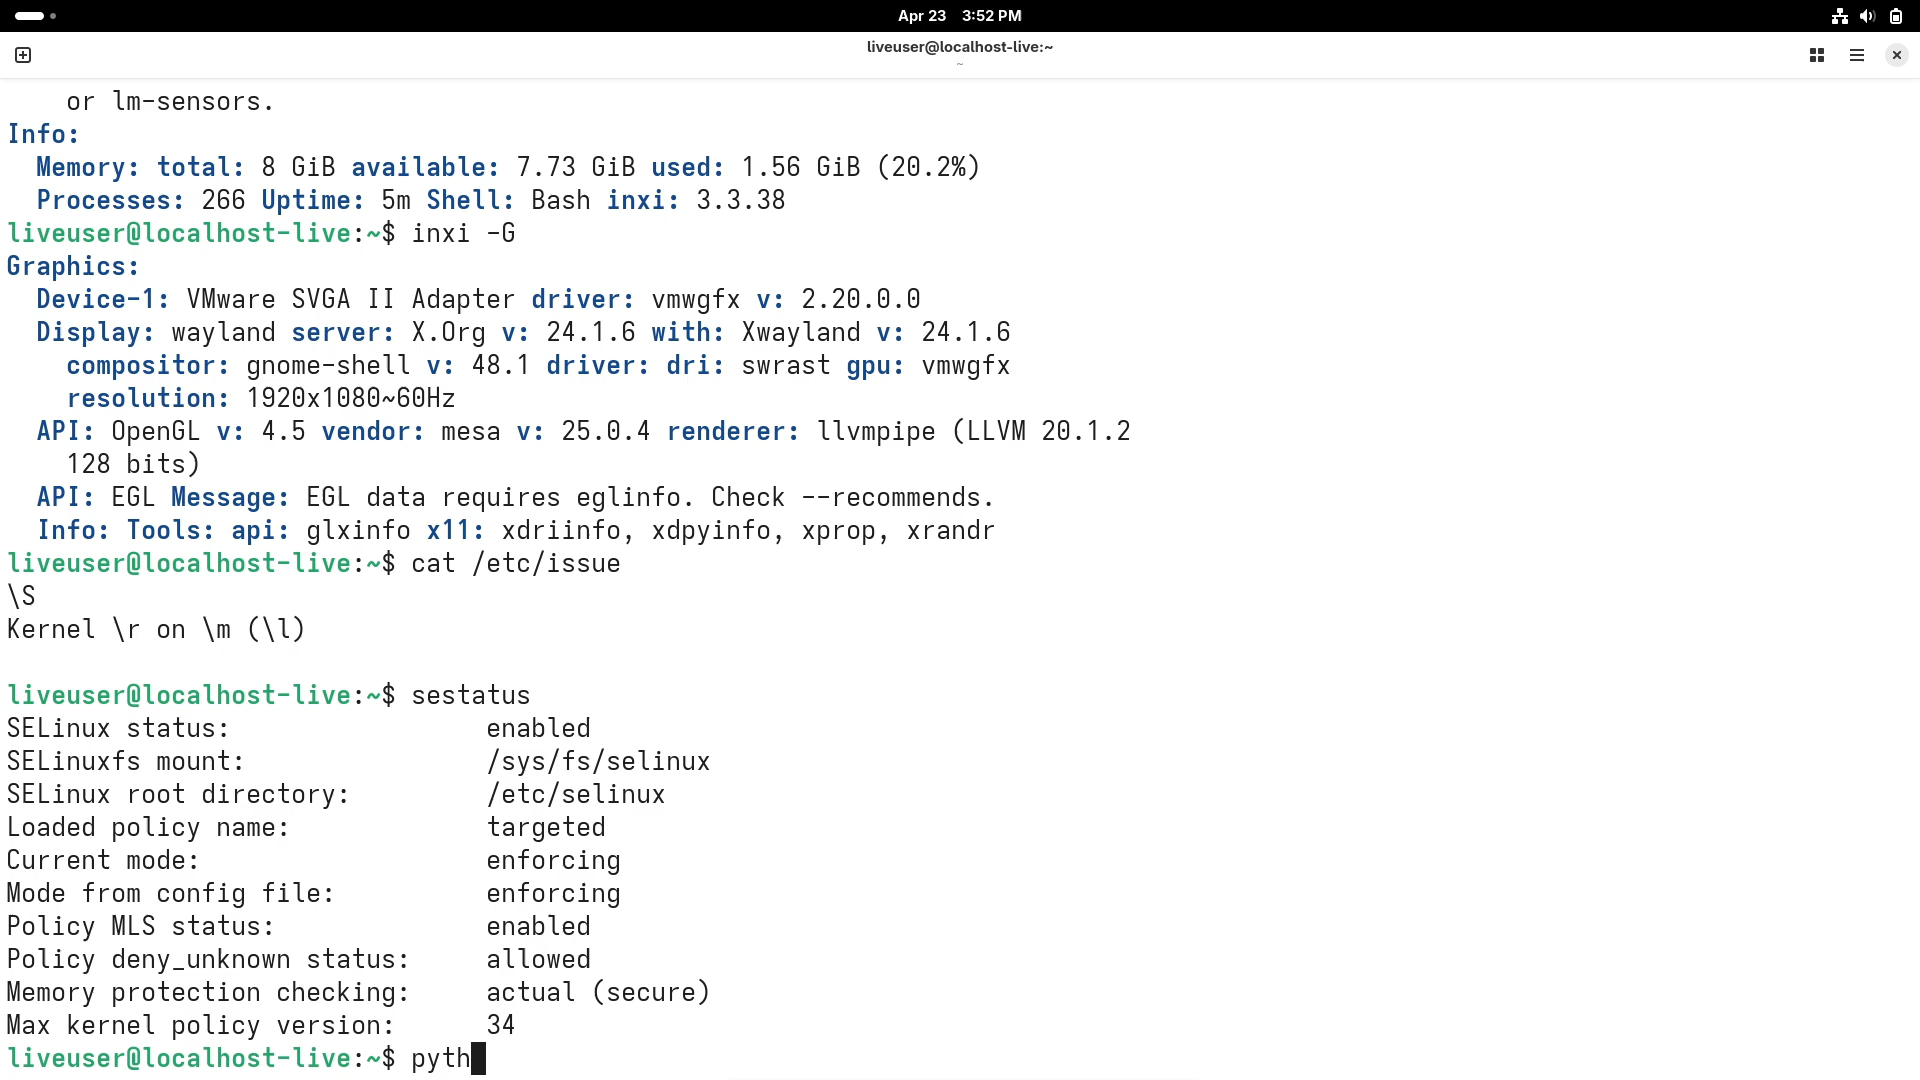 Apr 23 3:52 PM
liveuser@localhost-live:~
~
or lm-sensors.
Info:
Memory: total: 8 GiB available: 7.73 GiB used: 1.56 GiB (20.2%)
Processes: 266 Uptime: 5m Shell: Bash inxi: 3.3.38
liveuser@localhost-live:~$ inxi -G
Graphics:
Device-1: VMware SVGA II Adapter driver: vmwgfx v: 2.20.0.0
Display: wayland server: X.Org v: 24.1.6 with: Xwayland v: 24.1.6
compositor: gnome-shell v: 48.1 driver: dri: swrast gpu: vmwgfx
resolution: 1920x1080~60Hz
API: OpenGL v: 4.5 vendor: mesa v: 25.0.4 renderer: llvmpipe (LLVM 20.1.2
128 bits)
API: EGL Message: EGL data requires eglinfo. Check --recommends.
Info: Tools: api: glxinfo x11: xdriinfo, xdpyinfo, xprop, xrandr
liveuser@localhost-live:~$ cat /etc/issue
\S
Kernel \r on \m (\l)
liveuser@localhost-live:~$ sestatus
SELinux status: enabled
SELinuxfs mount: /sys/fs/selinux
SELinux root directory: /etc/selinux
Loaded policy name: targeted
Current mode: enforcing
Mode from config file: enforcing
Policy MLS status: enabled
Policy deny_unknown status: allowed
Memory protection checking: actual (secure)
Max kernel policy version: 34
liveuser@localhost-live:~$ pyth